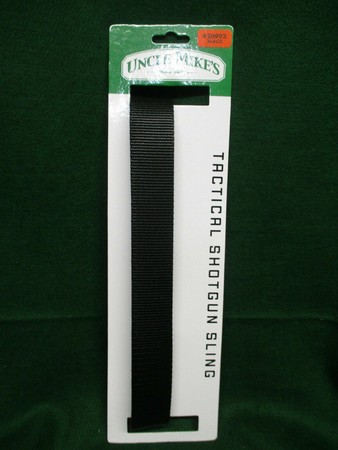 UNCLE MIKE'S
TACTICAL SHOTGUN SLING